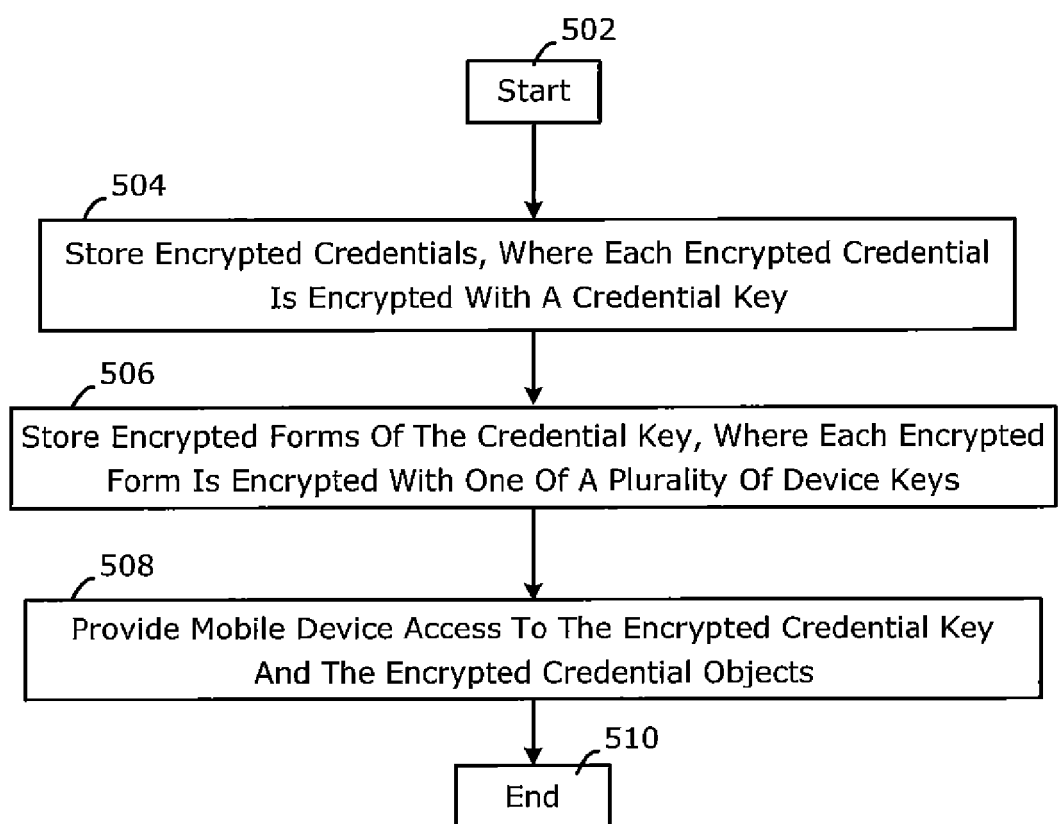 502
Start
504
Store Encrypted Credentials, Where Each Encrypted Credential
Is Encrypted With A Credential Key
506
Store Encrypted Forms Of The Credential Key, Where Each Encrypted
Form Is Encrypted With One Of A Plurality Of Device Keys
508
Provide Mobile Device Access To The Encrypted Credential Key
And The Encrypted Credential Objects
510
End